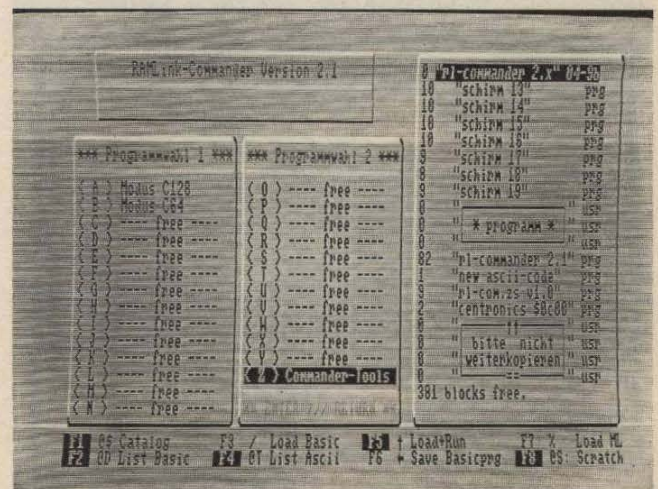 RAMLink-Commander Version 2.1
*** Programmwahl 1 ***
( A ) Modus C128
( B ) Modus C64
( C ) ---- free ----
( D ) ---- free ----
( E ) ---- free ----
( F ) ---- free ----
( G ) ---- free ----
( H ) ---- free ----
( I ) ---- free ----
( J ) ---- free ----
( K ) ---- free ----
( L ) ---- free ----
( M ) ---- free ----
( N ) ---- free ----
*** Programmwahl 2 ***
( O ) ---- free ----
( P ) ---- free ----
( Q ) ---- free ----
( R ) ---- free ----
( S ) ---- free ----
( T ) ---- free ----
( U ) ---- free ----
( V ) ---- free ----
( W ) ---- free ----
( X ) ---- free ----
( Y ) ---- free ----
( Z ) Commander-Tools
ENTER RETURN
0 "rl-commander 2.x" 04-96
10 "schirm 13" prg
10 "schirm 14" prg
10 "schirm 15" prg
10 "schirm 16" prg
9 "schirm 17" prg
8 "schirm 18" prg
9 "schirm 19" prg
0 " " usr
0 " * programm * " usr
0 " " usr
82 "rl-commander 2.1" prg
1 "new ascii-code" prg
9 "rl-com.zs v1.0" prg
2 "centronics SBC80" prg
0 " !! " usr
0 " bitte nicht " usr
0 " weiterkopieren " usr
0 " == " usr
381 blocks free.
F1 @$ Catalog F3 / Load Basic F5 ↑ Load+Run F7 % Load ML
F2 @D List Basic F4 @T List Ascii F6 ← Save Basicprg F8 @S: Scratch